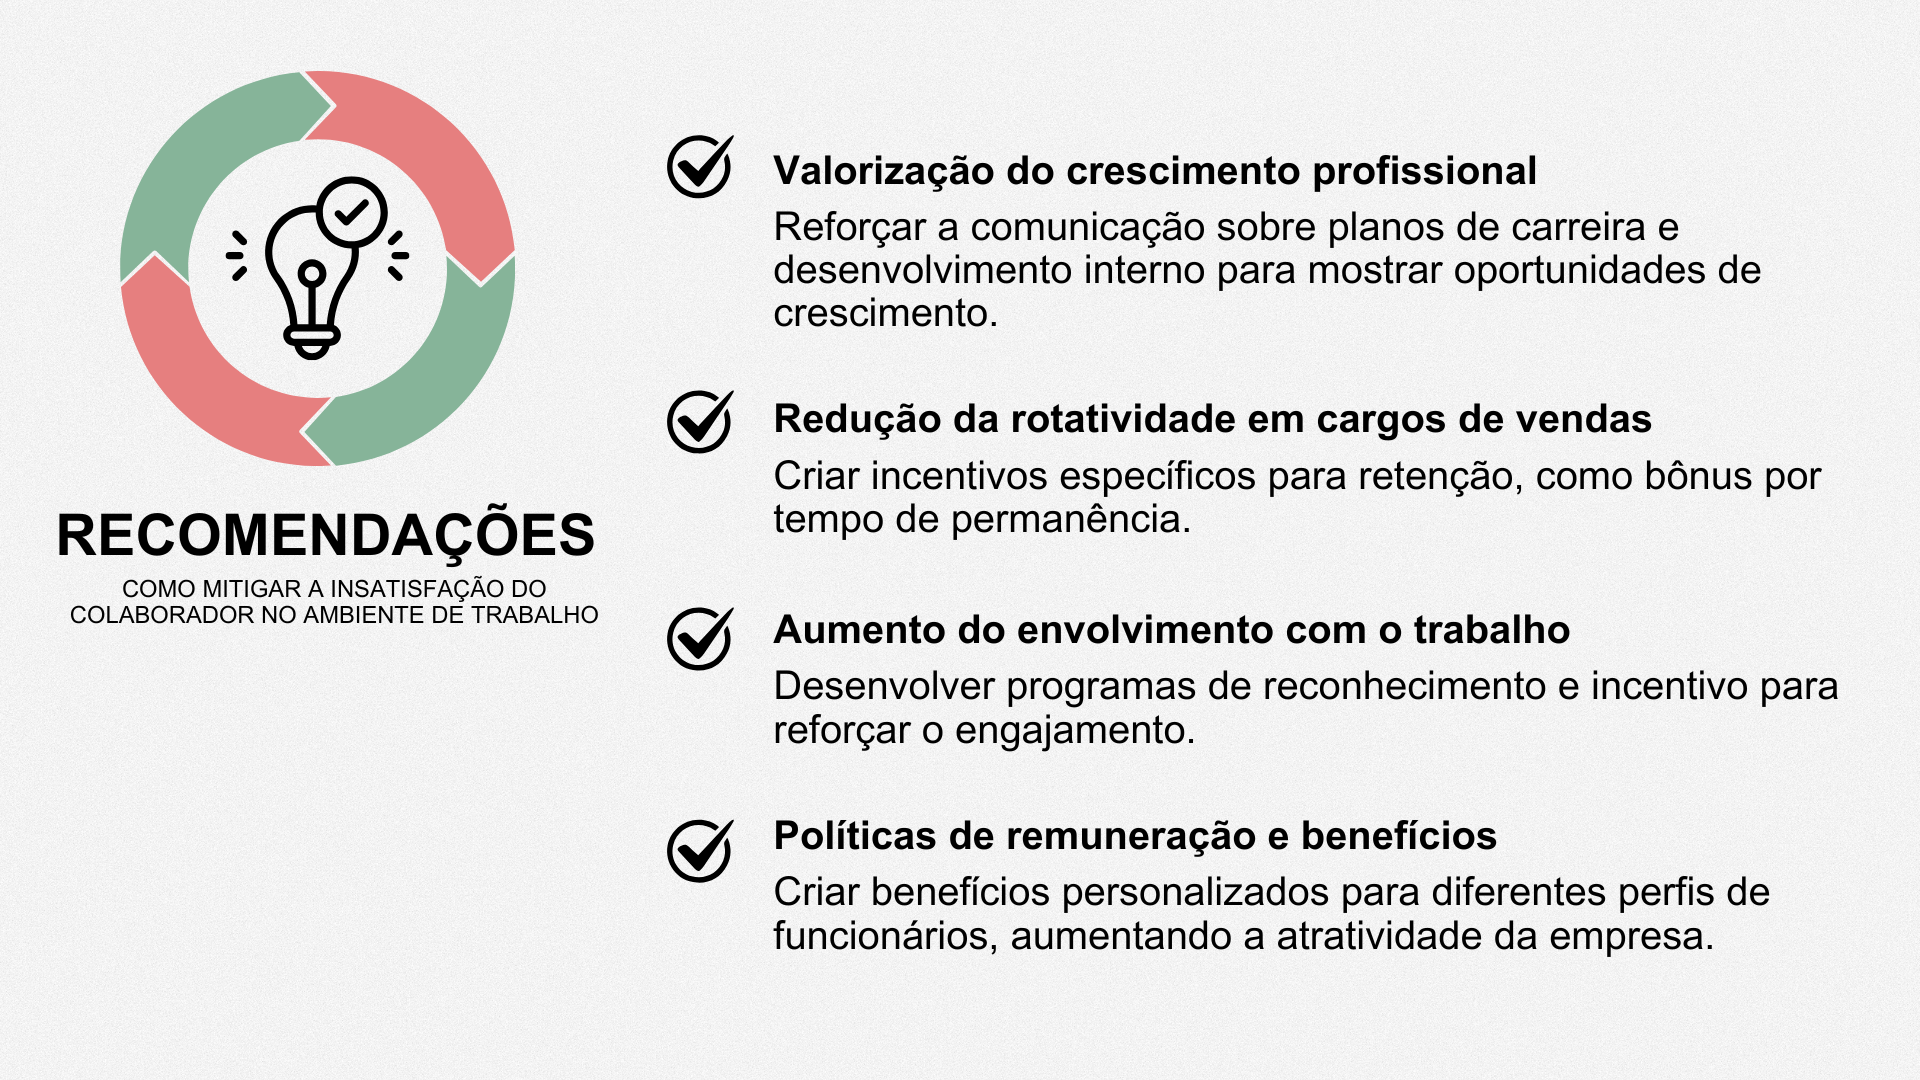 RECOMENDAÇÕES
COMO MITIGAR A INSATISFAÇÃO DO
COLABORADOR NO AMBIENTE DE TRABALHO
Valorização do crescimento profissional
Reforçar a comunicação sobre planos de carreira e
desenvolvimento interno para mostrar oportunidades de
crescimento.
Redução da rotatividade em cargos de vendas
Criar incentivos específicos para retenção, como bônus por
tempo de permanência.
Aumento do envolvimento com o trabalho
Desenvolver programas de reconhecimento e incentivo para
reforçar o engajamento.
Políticas de remuneração e benefícios
Criar benefícios personalizados para diferentes perfis de
funcionários, aumentando a atratividade da empresa.